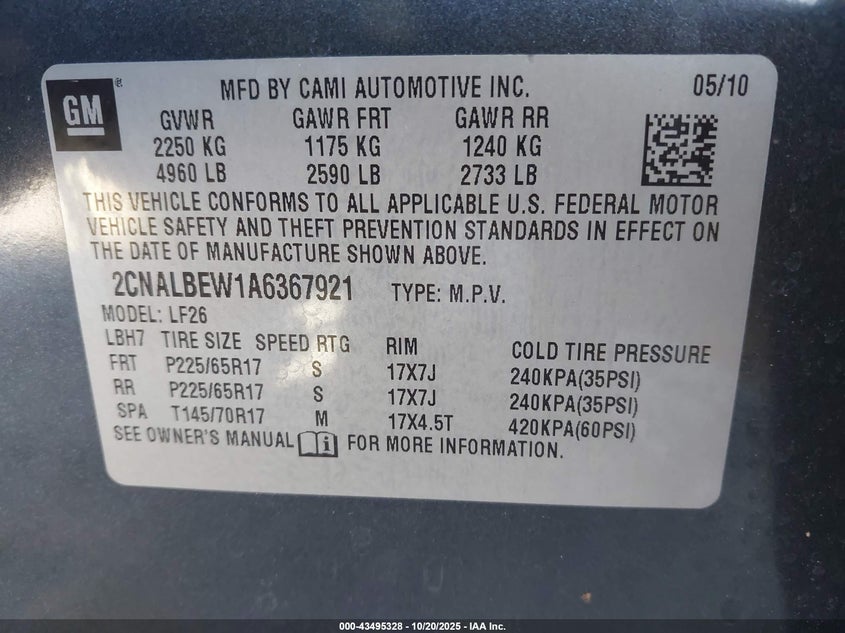 GM ®
MFD BY CAMI AUTOMOTIVE INC. 05/10
GVWR GAWR FRT GAWR RR
2250 KG 1175 KG 1240 KG
4960 LB 2590 LB 2733 LB
THIS VEHICLE CONFORMS TO ALL APPLICABLE U.S. FEDERAL MOTOR
VEHICLE SAFETY AND THEFT PREVENTION STANDARDS IN EFFECT ON
THE DATE OF MANUFACTURE SHOWN ABOVE.
2CNALBEW1A6367921 TYPE: M.P.V.
MODEL: LF26
LBH7 TIRE SIZE SPEED RTG RIM COLD TIRE PRESSURE
FRT P225/65R17 S 17X7J 240KPA(35PSI)
RR P225/65R17 S 17X7J 240KPA(35PSI)
SPA T145/70R17 M 17X4.5T 420KPA(60PSI)
SEE OWNER'S MANUAL i FOR MORE INFORMATION.
000-43495328 - 10/20/2025 - IAA Inc.